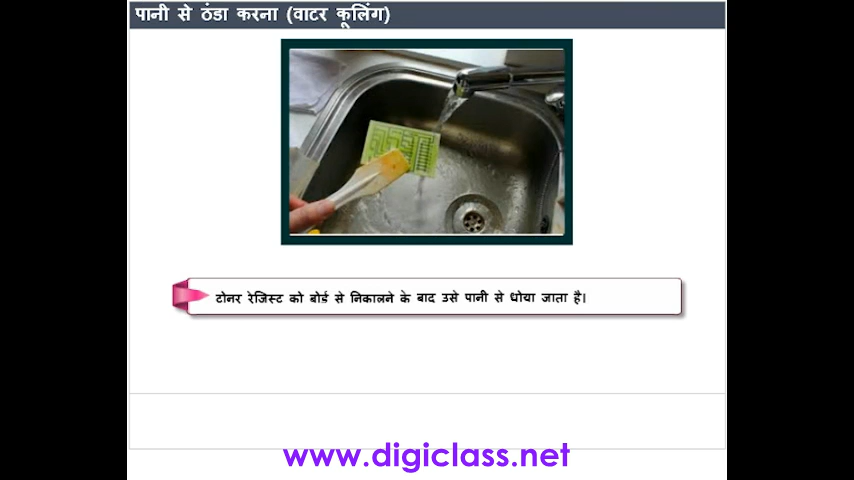 पानी से ठंडा करना (वाटर कूलिंग)
टोनर रेजिस्ट को बोर्ड से निकालने के बाद उसे पानी से धोया जाता है।
www.digiclass.net